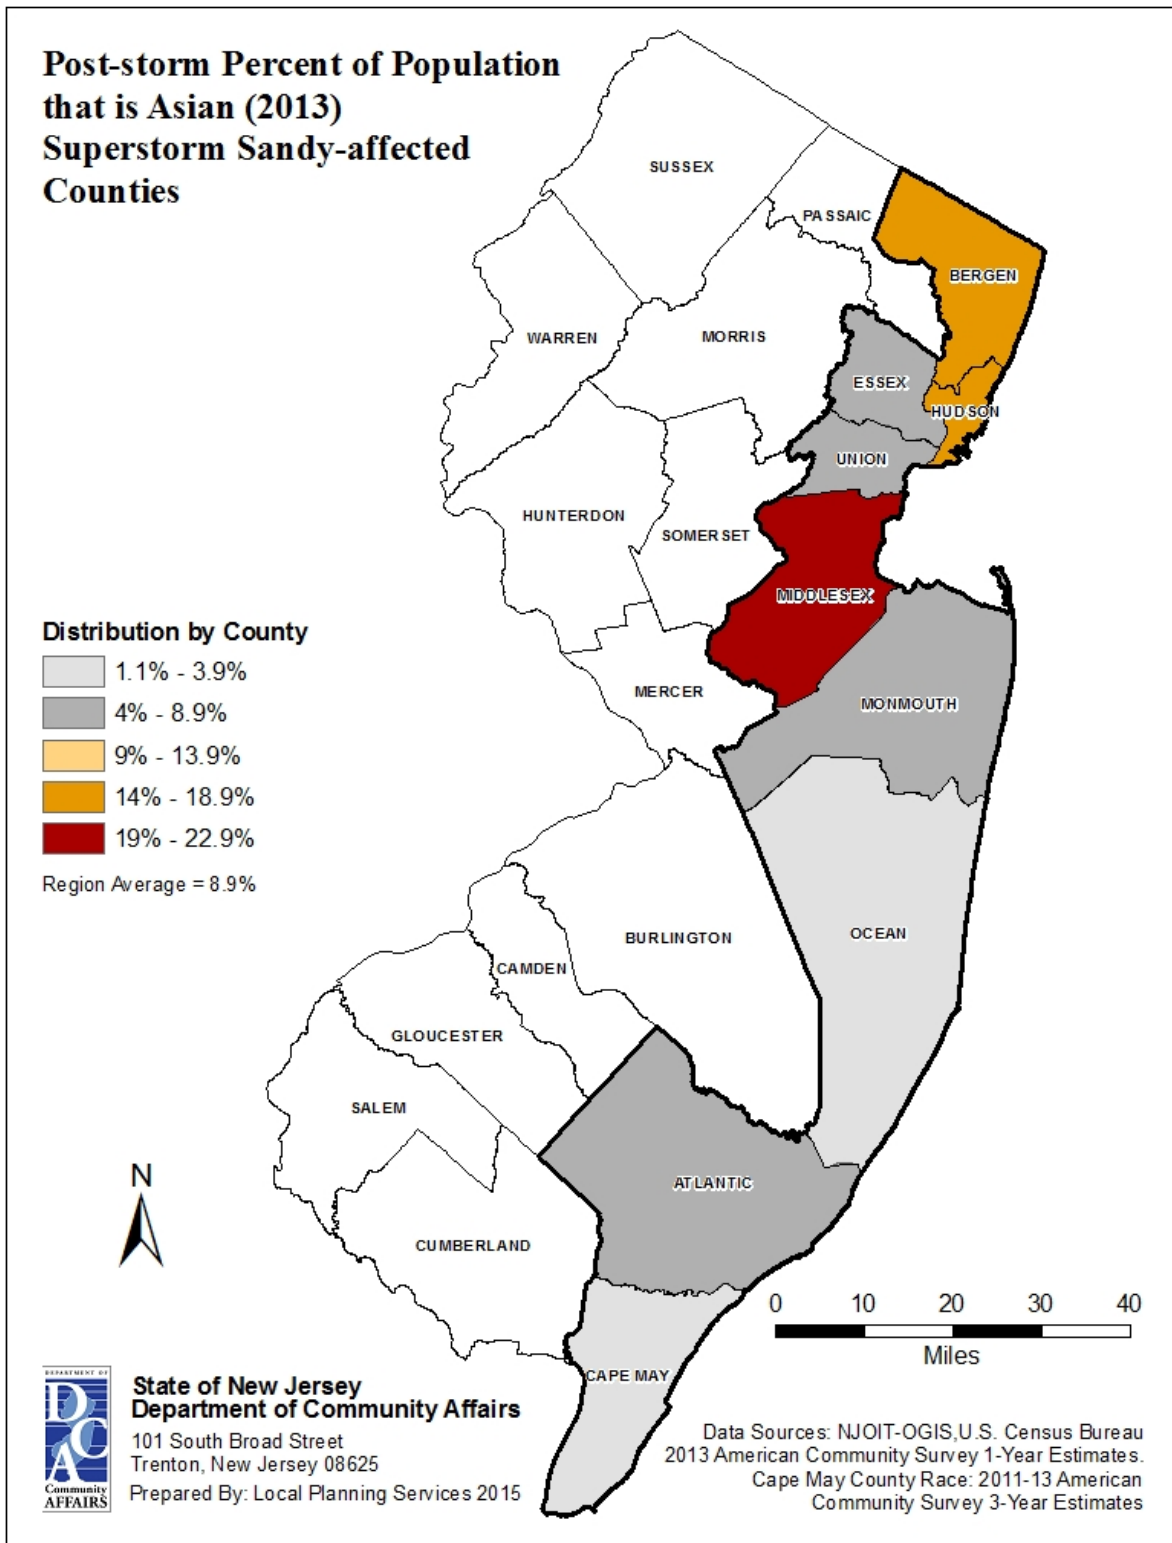 Post-storm Percent of Population
that is Asian (2013)
Superstorm Sandy-affected
Counties
SUSSEX
PASSAIC
BERGEN
WARREN
MORRIS
ESSEX
HUDSON
UNION
HUNTERDON
SOMERSET
MIDDLESEX
MERCER
MONMOUTH
Distribution by County
1.1% - 3.9%
4% - 8.9%
9% - 13.9%
14% - 18.9%
19% - 22.9%
Region Average = 8.9%
OCEAN
BURLINGTON
CAMDEN
GLOUCESTER
SALEM
ATLANTIC
CUMBERLAND
CAPE MAY
N
0 10 20 30 40
Miles
DEPARTMENT OF
DCA
Community
AFFAIRS
State of New Jersey
Department of Community Affairs
101 South Broad Street
Trenton, New Jersey 08625
Prepared By: Local Planning Services 2015
Data Sources: NJOIT-OGIS,U.S. Census Bureau
2013 American Community Survey 1-Year Estimates.
Cape May County Race: 2011-13 American
Community Survey 3-Year Estimates